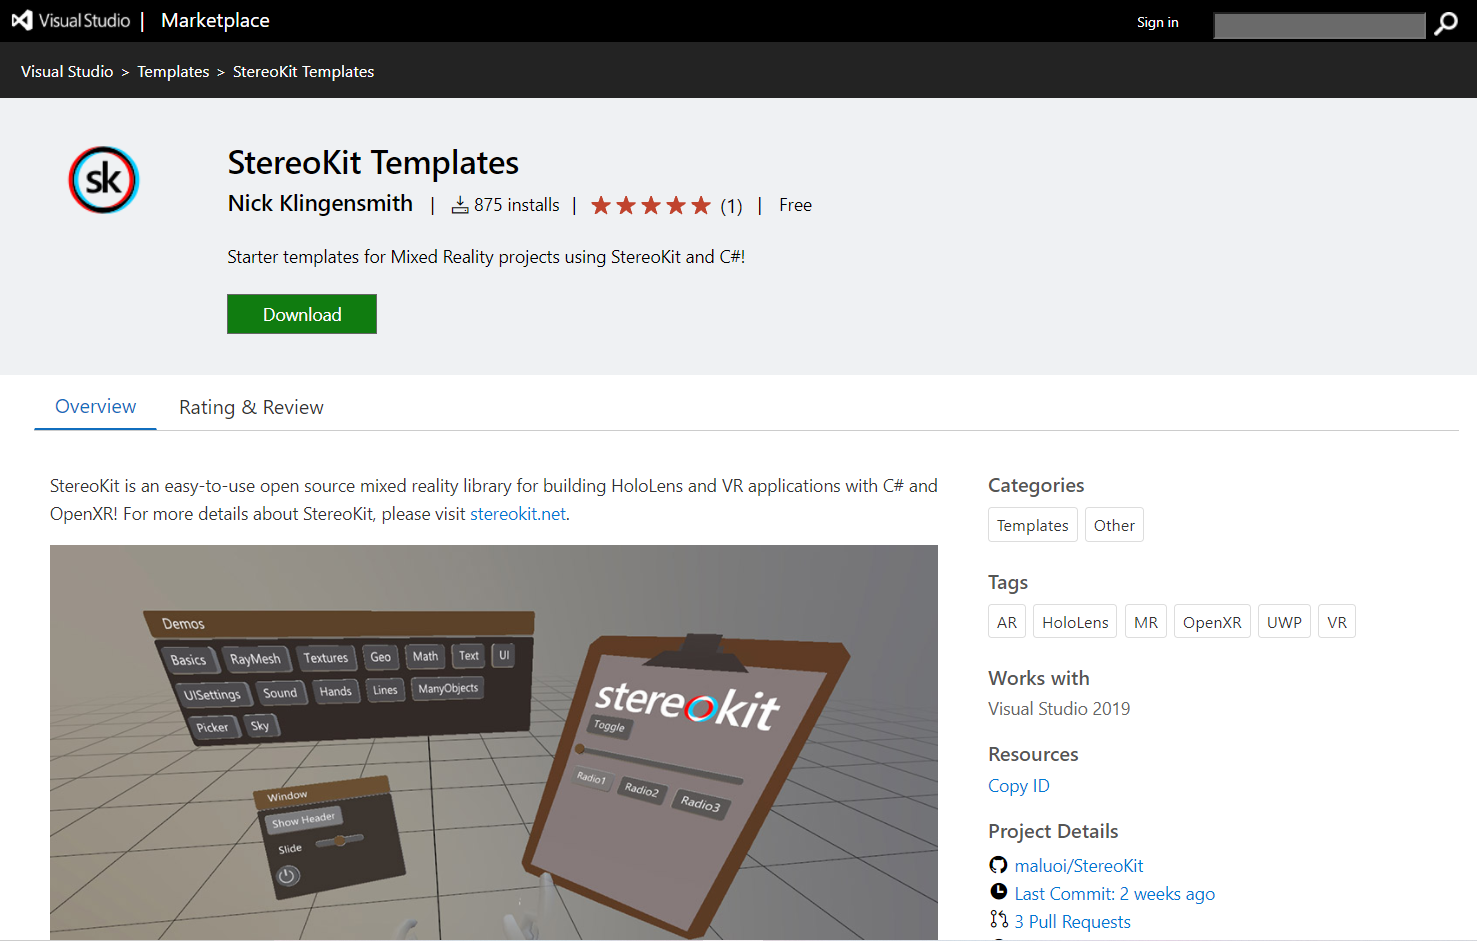 Visual Studio | Marketplace
Sign in
Visual Studio > Templates > StereoKit Templates
sk
StereoKit Templates
Nick Klingensmith | 875 installs | (1) | Free
Starter templates for Mixed Reality projects using StereoKit and C#!
Download
Overview
Rating & Review
StereoKit is an easy-to-use open source mixed reality library for building HoloLens and VR applications with C# and
OpenXR! For more details about StereoKit, please visit stereokit.net.
Demos
Basics RayMesh Textures Geo Math Text UI
UISettings Sound Hands Lines ManyObjects
Picker Sky
Window
Show Header
Slide
stereokit
Toggle
Radio1 Radio2 Radio3
Categories
Templates Other
Tags
AR HoloLens MR OpenXR UWP VR
Works with
Visual Studio 2019
Resources
Copy ID
Project Details
maluoi/StereoKit
Last Commit: 2 weeks ago
3 Pull Requests